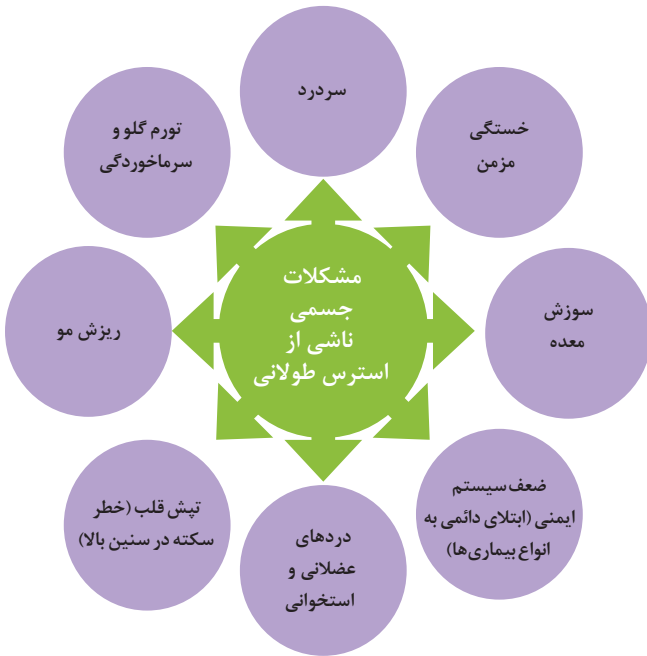 مشکلات
جسمی
ناشی از
استرس طولانی
سردرد
خستگی
مزمن
سوزش
معده
ضعف سیستم
ایمنی (ابتلای دائمی به
انواع بیماری‌ها)
دردهای
عضلانی و
استخوانی
تپش قلب (خطر
سکته در سنین بالا)
ریزش مو
تورم گلو و
سرماخوردگی